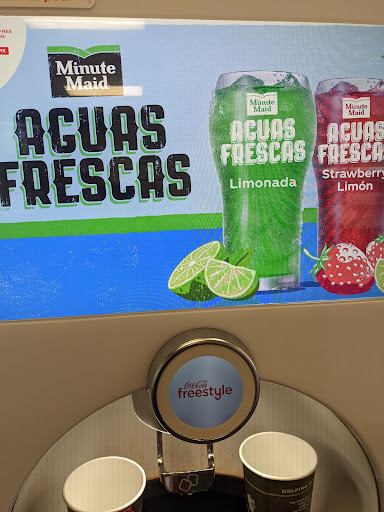 Minute
Maid
AGUAS
FRESCAS
Minute
Maid
AGUAS
FRESCAS
Limonada
Minute
Maid
AGUAS
FRESCAS
Strawberry
Limón
Coca-Cola
freestyle